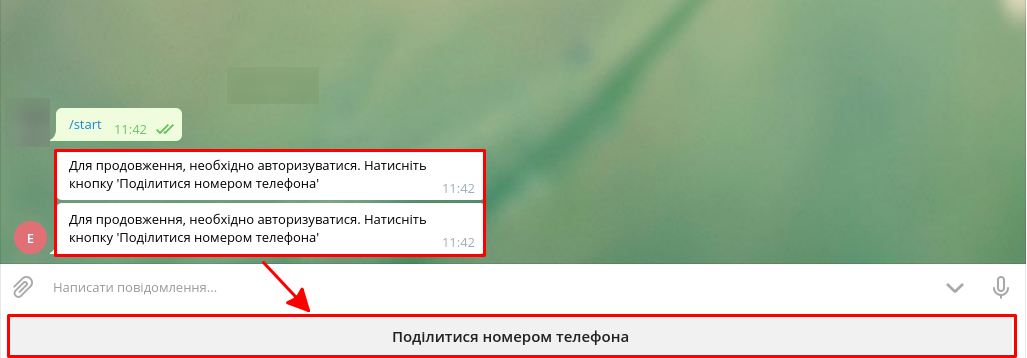 /start 11:42
Для продовження, необхідно авторизуватися. Натисніть
кнопку 'Поділитися номером телефона'
11:42
Для продовження, необхідно авторизуватися. Натисніть
кнопку 'Поділитися номером телефона'
11:42
E
Написати повідомлення...
Поділитися номером телефона